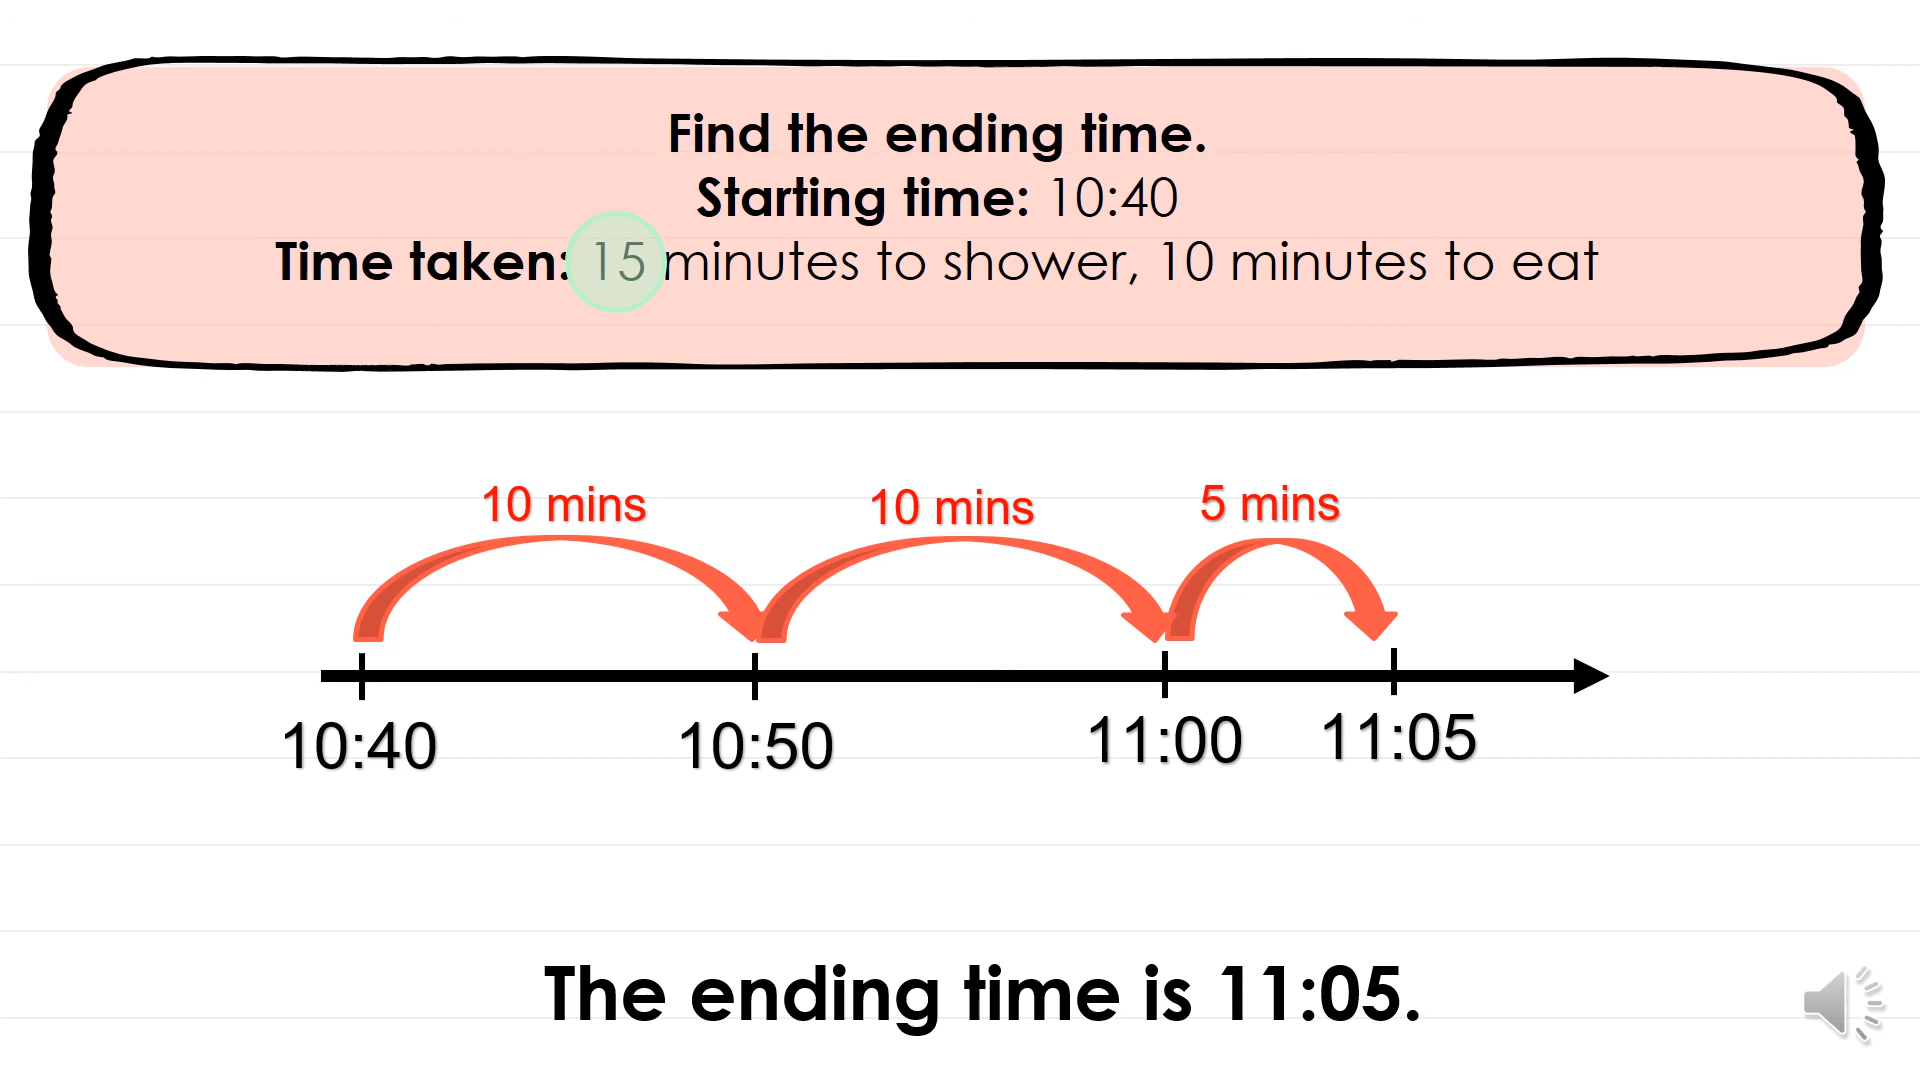 Find the ending time.
Starting time: 10:40
Time taken: 15 minutes to shower, 10 minutes to eat
10 mins 10 mins 5 mins
10:40 10:50 11:00 11:05
The ending time is 11:05.